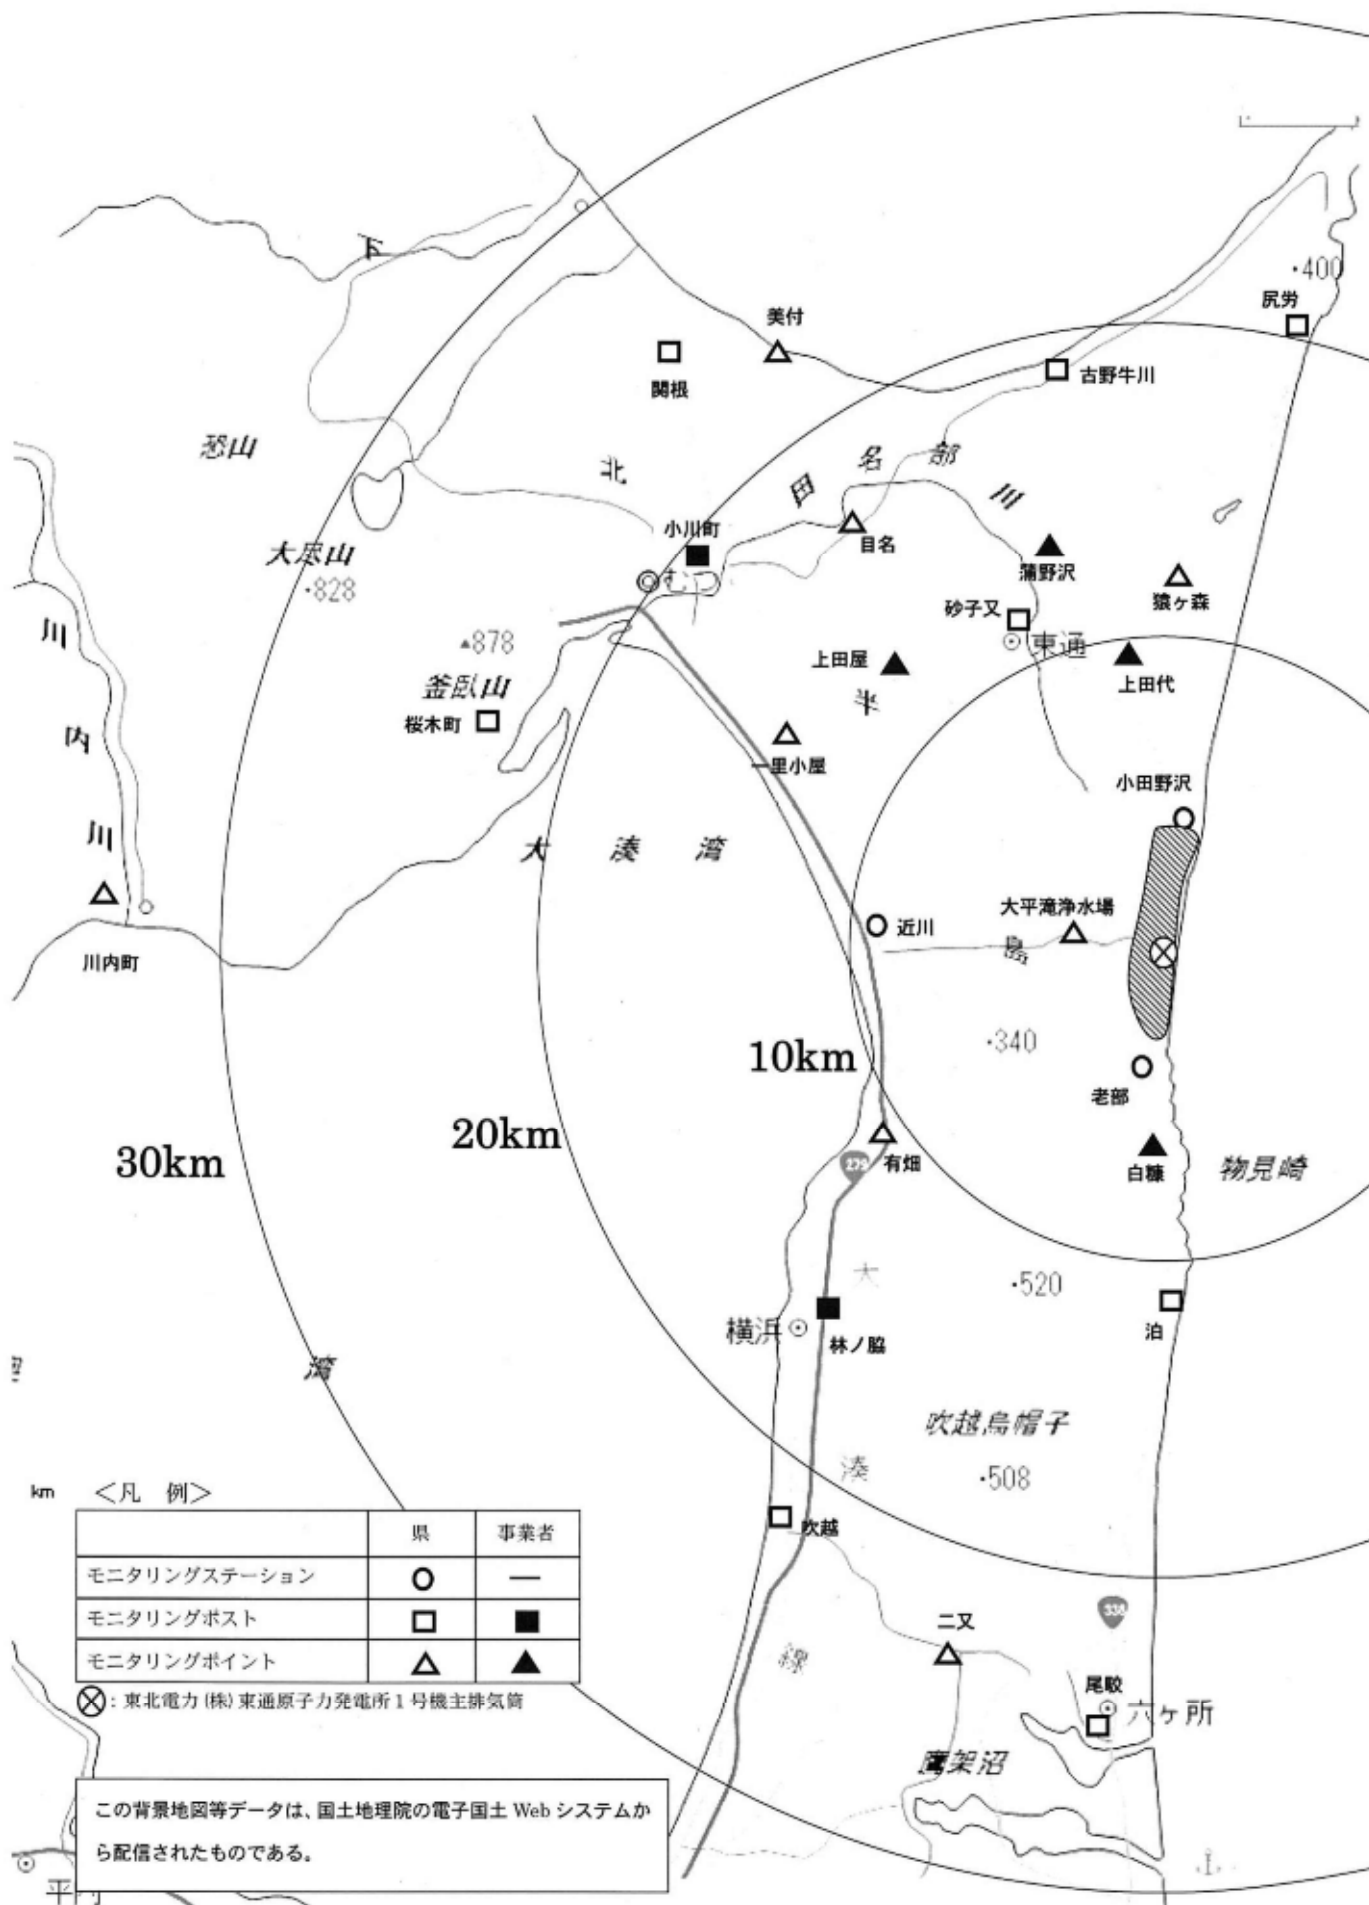 下
・400
尻労
美付
関根
古野牛川
恐山
北
田 名 部 川
小川町
目名
蒲野沢
猿ヶ森
大尽山
・828
む
砂子又
東通
▲878
上田屋
上田代
釜臥山
半
桜木町
一里小屋
川 内 川
小田野沢
大 湊 湾
大平滝浄水場
近川
島
川内町
・340
10km
老部
20km
30km
279
有畑
白糠
物見崎
大
・520
横浜
林ノ脇
泊
湾
吹越烏帽子
湊
・508
km
<凡 例>
県 事業者
モニタリングステーション ○ —
モニタリングポスト □ ■
モニタリングポイント △ ▲
⊗: 東北電力(株)東通原子力発電所1号機主排気筒
吹越
338
二又
線
尾駮
六ヶ所
鷹架沼
この背景地図等データは、国土地理院の電子国土 Web システムか
ら配信されたものである。
平